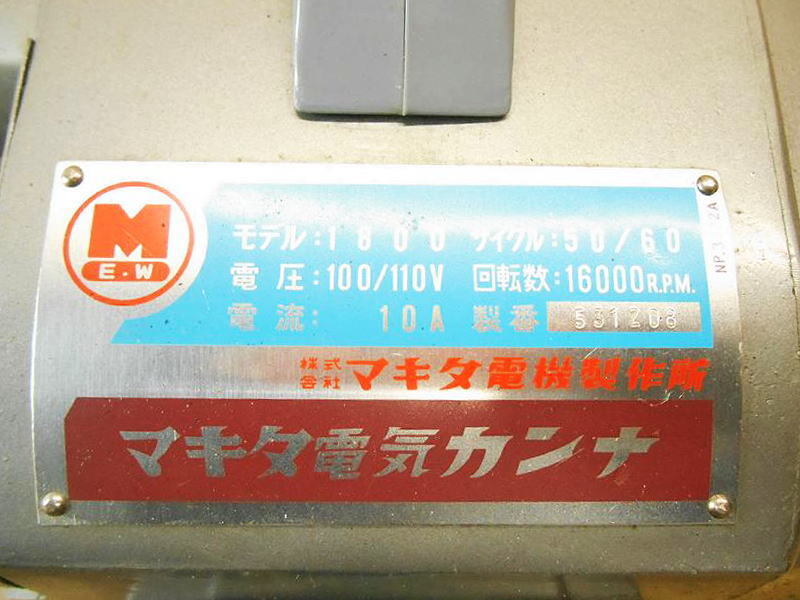 M
E.W
モデル:1800 サイクル:50/60
電圧:100/110V 回転数:16000R.P.M.
電流: 10A 製番 531208
株式会社 マキタ電機製作所
マキタ電気カンナ